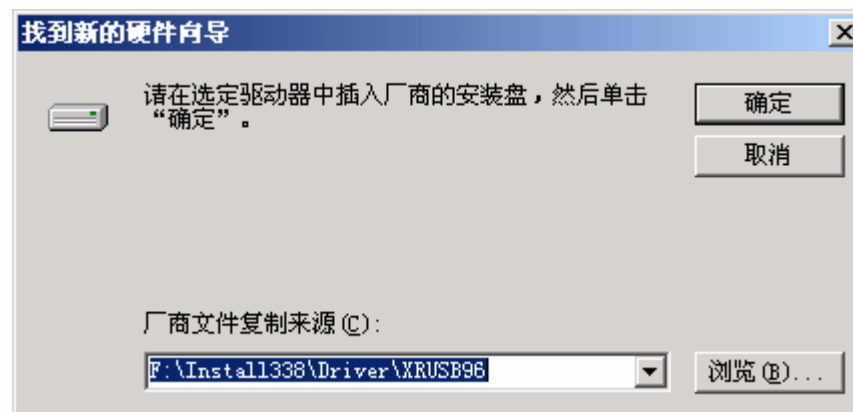 找到新的硬件向导
请在选定驱动器中插入厂商的安装盘，然后单击
“确定”。
确定
取消
厂商文件复制来源(C):
F:\Install338\Driver\XRUSB96
浏览(B)...